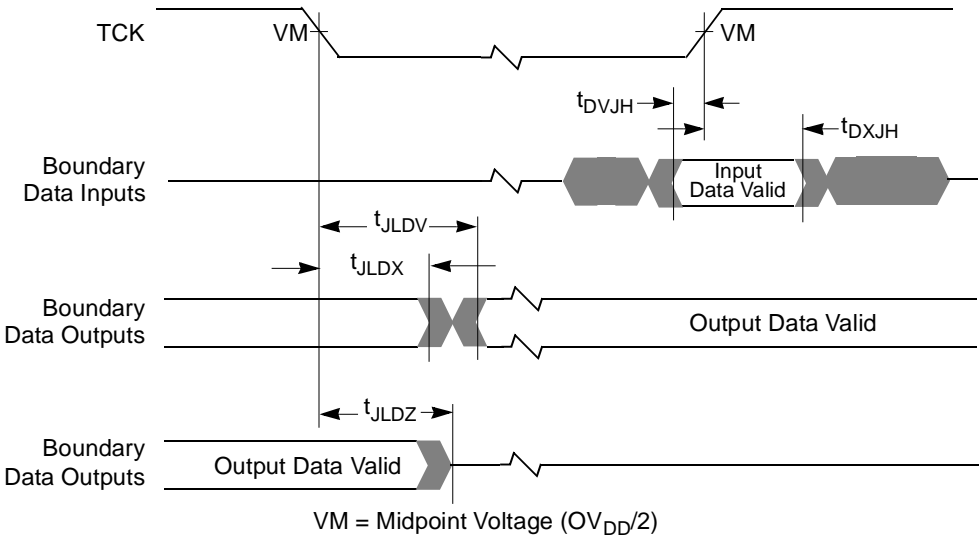 TCK
VM
VM
tDVJH
tDXJH
Boundary
Data Inputs
Input
Data Valid
tJLDV
tJLDX
Boundary
Data Outputs
Output Data Valid
tJLDZ
Boundary
Data Outputs
Output Data Valid
VM = Midpoint Voltage (OVDD/2)